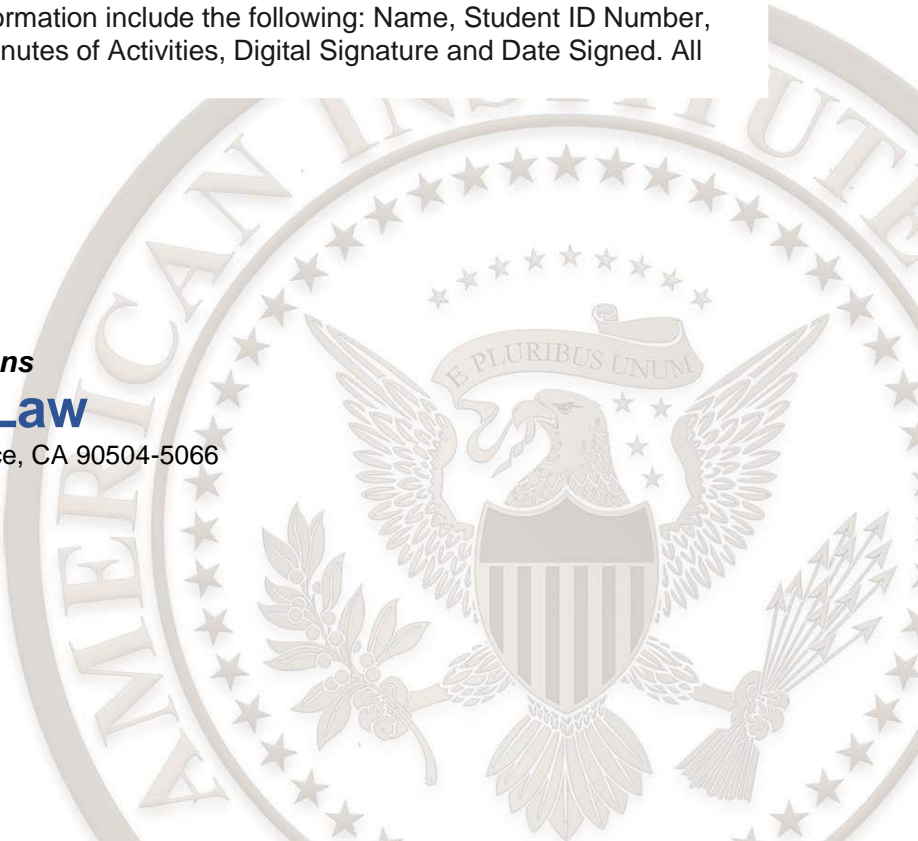 ormation include the following: Name, Student ID Number,
nutes of Activities, Digital Signature and Date Signed. All
AMERICAN INSTITUTE
E PLURIBUS UNUM
ns
Law
ce, CA 90504-5066